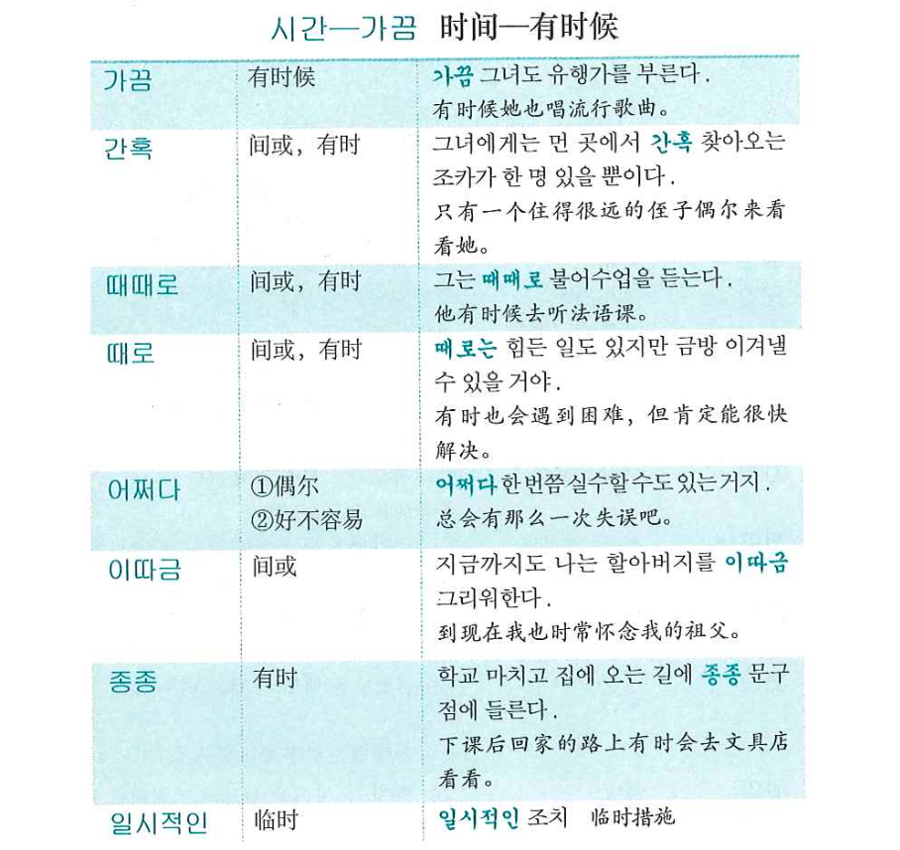 시간—가끔 时间—有时候
가끔 有时候 가끔 그녀도 유행가를 부른다.
有时候她也唱流行歌曲。
간혹 间或，有时 그녀에게는 먼 곳에서 간혹 찾아오는
조카가 한 명 있을 뿐이다.
只有一个住得很远的侄子偶尔来看
看她。
때때로 间或，有时 그는 때때로 불어수업을 듣는다.
他有时候去听法语课。
때로 间或，有时 때로는 힘든 일도 있지만 금방 이겨낼
수 있을 거야.
有时也会遇到困难，但肯定能很快
解决。
어쩌다 ①偶尔 어쩌다 한 번쯤 실수할 수도 있는 거지.
②好不容易 总会有那么一次失误吧。
이따금 间或 지금까지도 나는 할아버지를 이따금
그리워한다.
到现在我也时常怀念我的祖父。
종종 有时 학교 마치고 집에 오는 길에 종종 문구
점에 들른다.
下课后回家的路上有时会去文具店
看看。
일시적인 临时 일시적인 조치 临时措施